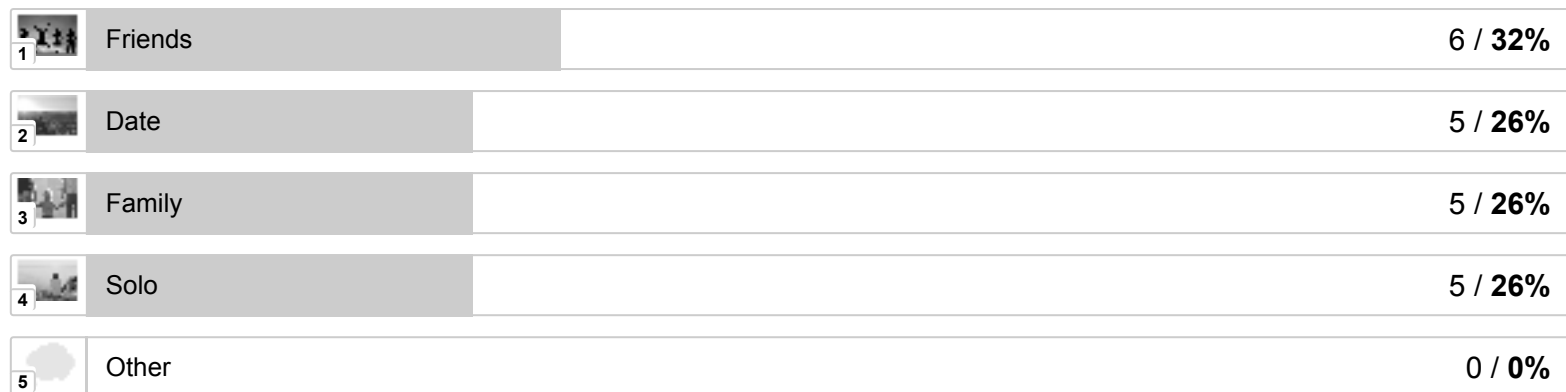 1 Friends 6 / 32%
2 Date 5 / 26%
3 Family 5 / 26%
4 Solo 5 / 26%
5 Other 0 / 0%